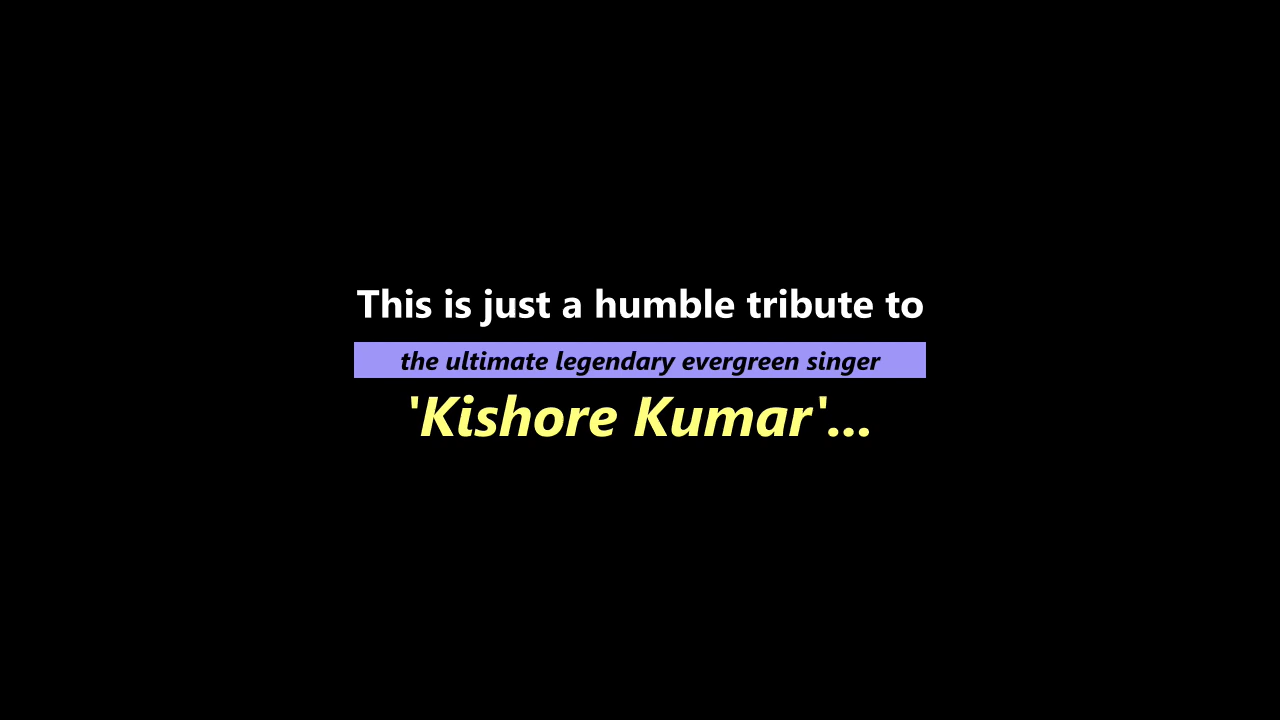 This is just a humble tribute to
the ultimate legendary evergreen singer
'Kishore Kumar'...